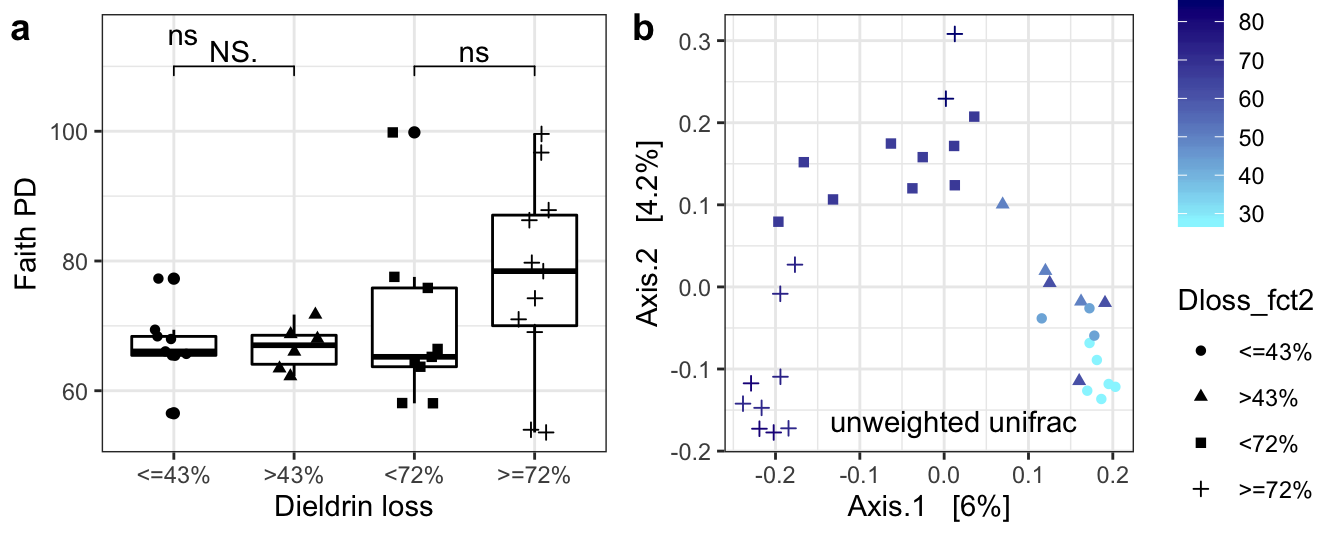 a
ns
NS.
ns
Faith PD
100
80
60
<=43%
>43%
<72%
>=72%
Dieldrin loss
b
Axis.2 [4.2%]
0.3
0.2
0.1
0.0
-0.1
-0.2
unweighted unifrac
-0.2
-0.1
0.0
0.1
0.2
Axis.1 [6%]
80
70
60
50
40
30
Dloss_fct2
<=43%
>43%
<72%
>=72%